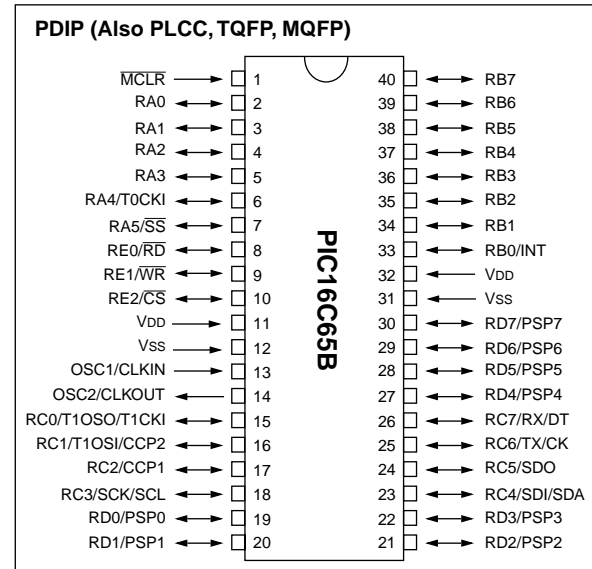 PDIP (Also PLCC, TQFP, MQFP)
MCLR 1 40 RB7
RA0 2 39 RB6
RA1 3 38 RB5
RA2 4 37 RB4
RA3 5 36 RB3
RA4/T0CKI 6 35 RB2
RA5/SS 7 34 RB1
RE0/RD 8 33 RB0/INT
RE1/WR 9 32 VDD
RE2/CS 10 31 VSS
VDD 11 30 RD7/PSP7
VSS 12 29 RD6/PSP6
OSC1/CLKIN 13 28 RD5/PSP5
OSC2/CLKOUT 14 27 RD4/PSP4
RC0/T1OSO/T1CKI 15 26 RC7/RX/DT
RC1/T1OSI/CCP2 16 25 RC6/TX/CK
RC2/CCP1 17 24 RC5/SDO
RC3/SCK/SCL 18 23 RC4/SDI/SDA
RD0/PSP0 19 22 RD3/PSP3
RD1/PSP1 20 21 RD2/PSP2
PIC16C65B